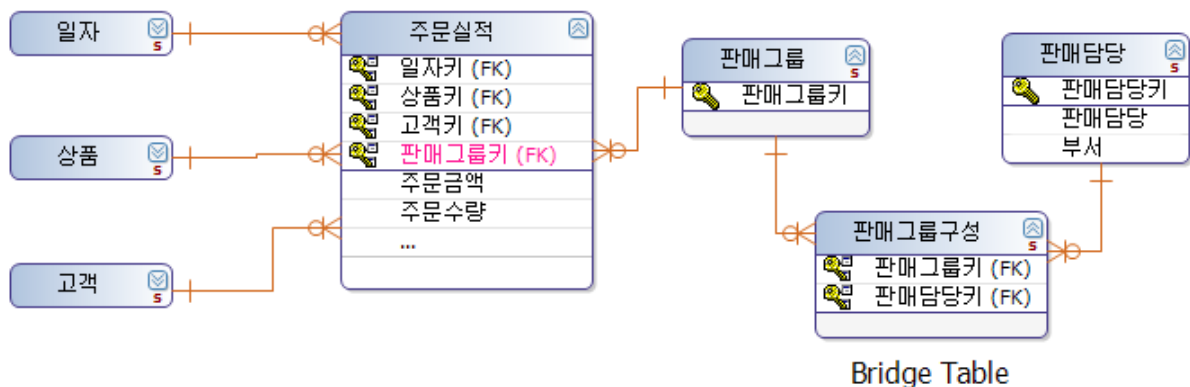 일자
s
상품
s
고객
s
주문실적
일자키 (FK)
상품키 (FK)
고객키 (FK)
판매그룹키 (FK)
주문금액
주문수량
...
판매그룹
s
판매그룹키
판매담당
s
판매담당키
판매담당
부서
판매그룹구성
s
판매그룹키 (FK)
판매담당키 (FK)
Bridge Table